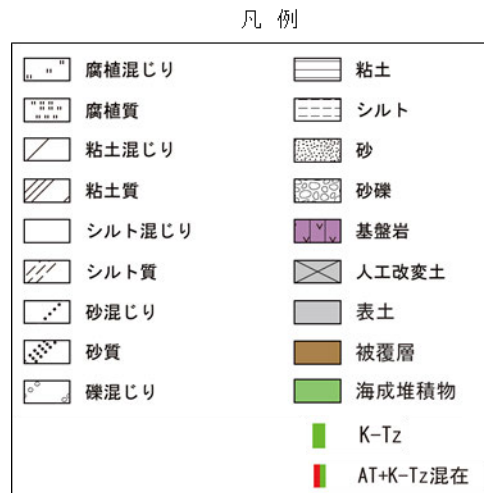 凡 例
腐植混じり
腐植質
粘土混じり
粘土質
シルト混じり
シルト質
砂混じり
砂質
礫混じり
粘土
シルト
砂
砂礫
基盤岩
人工改変土
表土
被覆層
海成堆積物
K-Tz
AT+K-Tz混在